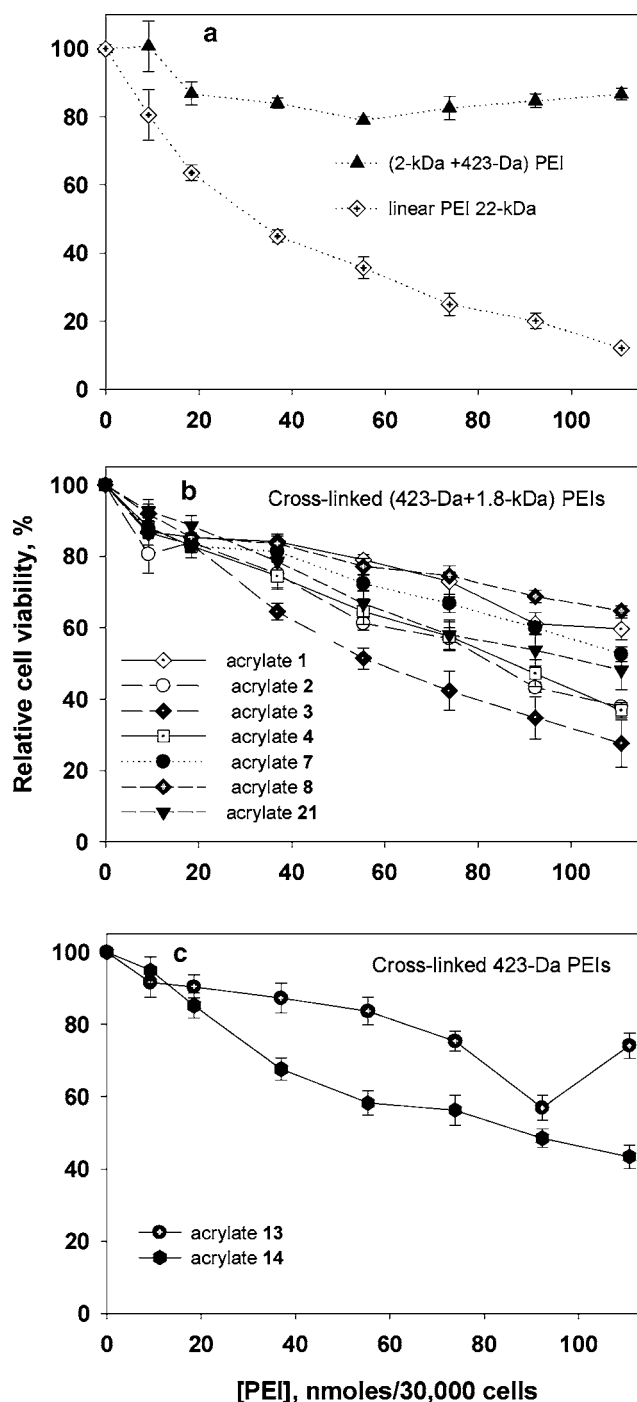 a
100
80
60
40
20
0
(2-kDa +423-Da) PEI
linear PEI 22-kDa
0 20 40 60 80 100
Relative cell viability, %
b
Cross-linked (423-Da+1.8-kDa) PEIs
100
80
60
40
20
0
acrylate 1
acrylate 2
acrylate 3
acrylate 4
acrylate 7
acrylate 8
acrylate 21
0 20 40 60 80 100
c
Cross-linked 423-Da PEIs
100
80
60
40
20
0
acrylate 13
acrylate 14
0 20 40 60 80 100
[PEI], nmoles/30,000 cells